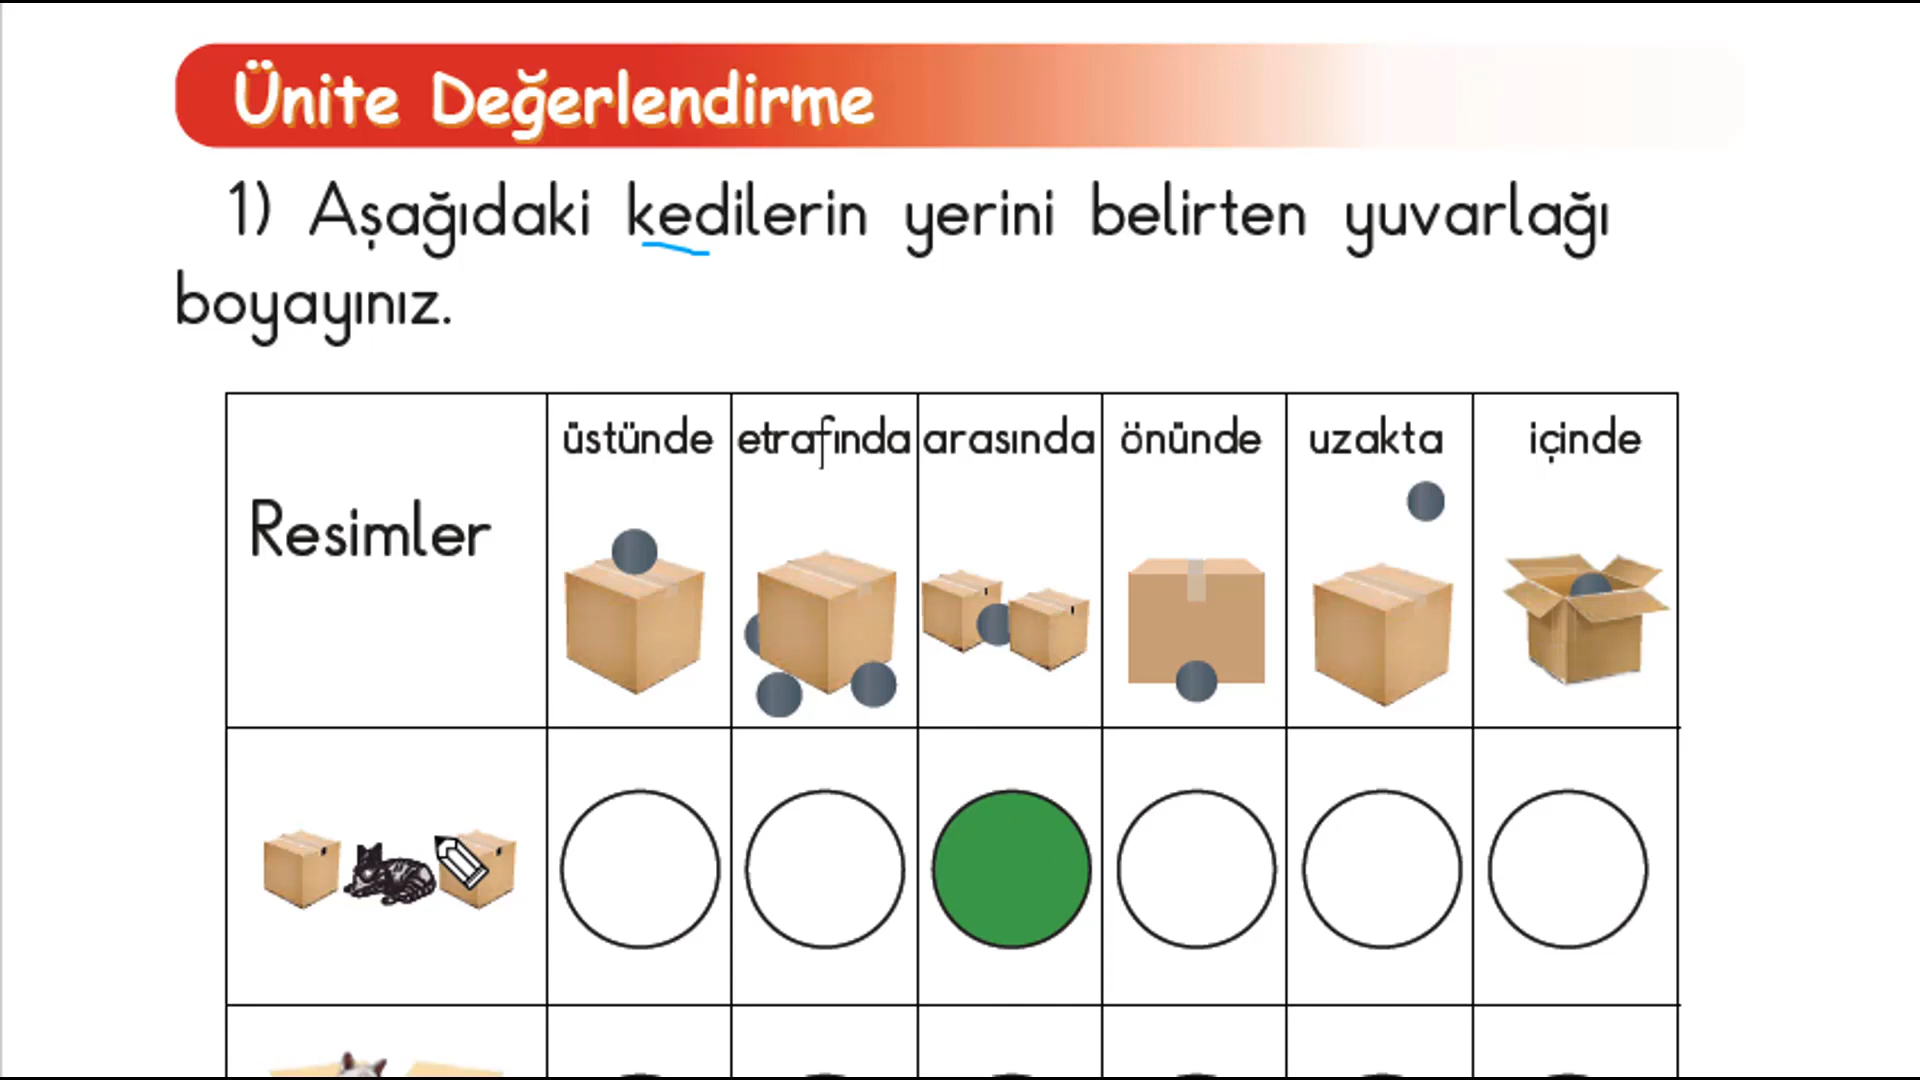 Ünite Değerlendirme
1) Aşağıdaki kedilerin yerini belirten yuvarlağı
boyayınız.
Resimler
üstünde etrafında arasında önünde uzakta içinde